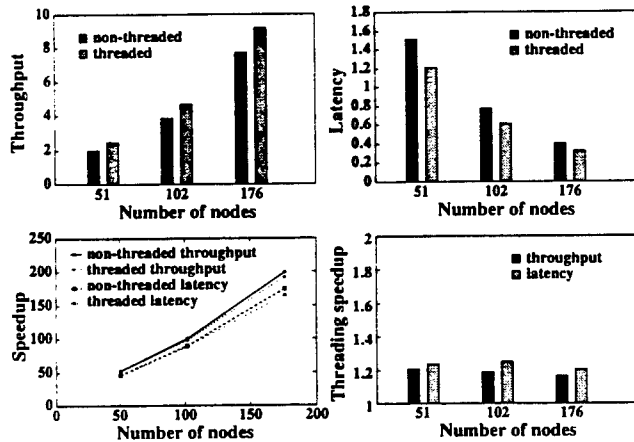 Throughput
10
8
6
4
2
0
non-threaded
threaded
51 102 176
Number of nodes
Latency
1.8
1.6
1.4
1.2
1
0.8
0.6
0.4
0.2
0
non-threaded
threaded
51 102 176
Number of nodes
Speedup
250
200
150
100
50
0
non-threaded throughput
threaded throughput
non-threaded latency
threaded latency
0 50 100 150 200
Number of nodes
Threading speedup
2
1.8
1.6
1.4
1.2
1
throughput
latency
51 102 176
Number of nodes